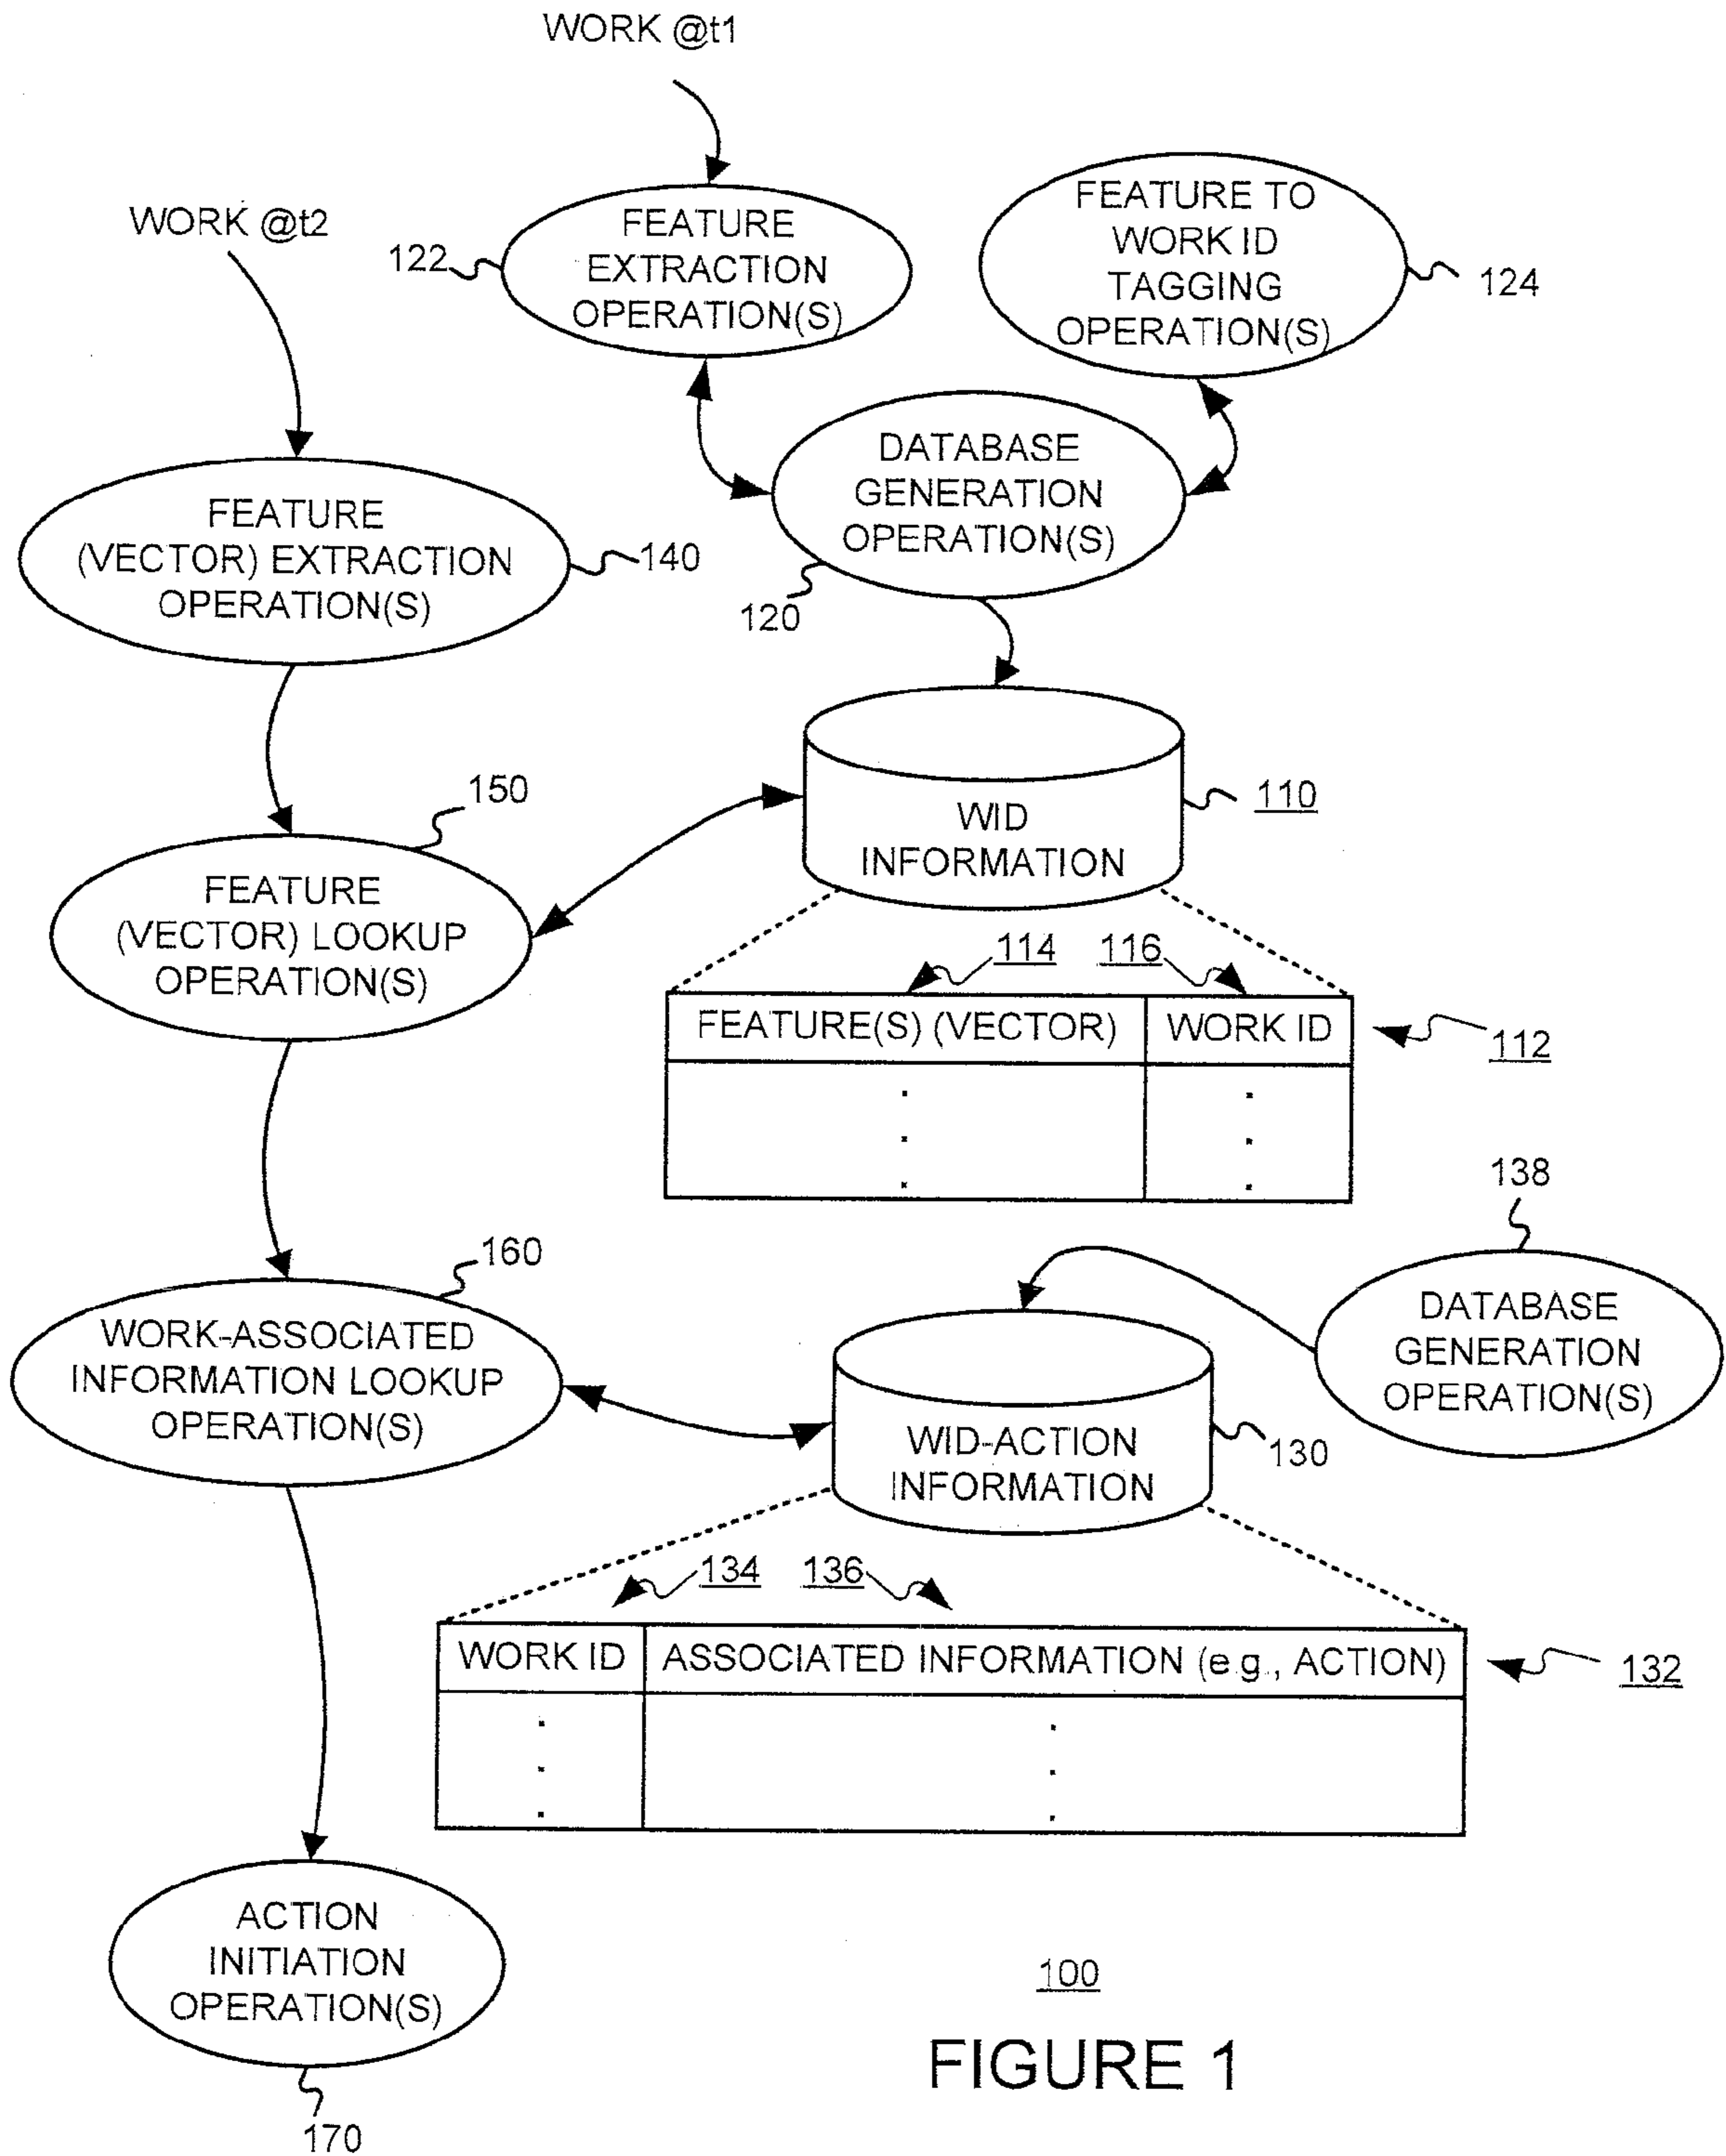 WORK @t1
WORK @t2
122
FEATURE
EXTRACTION
OPERATION(S)
FEATURE TO
WORK ID
TAGGING
OPERATION(S)
124
DATABASE
GENERATION
OPERATION(S)
120
FEATURE
(VECTOR) EXTRACTION
OPERATION(S)
140
150
WID
INFORMATION
110
FEATURE
(VECTOR) LOOKUP
OPERATION(S)
114
116
FEATURE(S) (VECTOR)
WORK ID
112
.
.
.
.
.
.
138
160
WORK-ASSOCIATED
INFORMATION LOOKUP
OPERATION(S)
DATABASE
GENERATION
OPERATION(S)
WID-ACTION
INFORMATION
130
134
136
WORK ID
ASSOCIATED INFORMATION (e.g., ACTION)
132
.
.
.
.
.
.
ACTION
INITIATION
OPERATION(S)
170
100
FIGURE 1